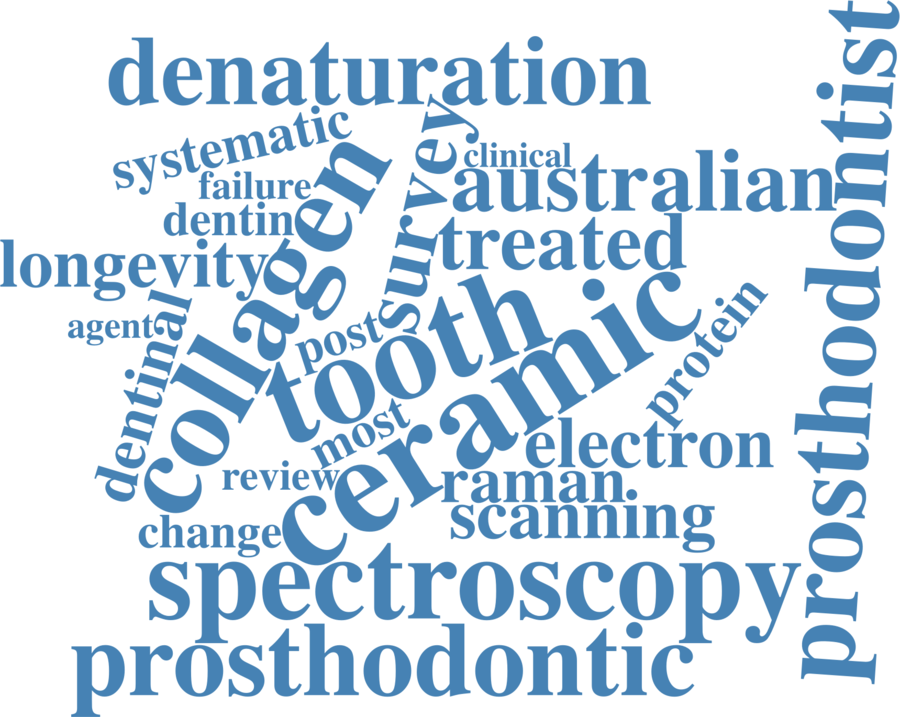 denaturation
prosthodontist
systematic
survey
clinical
australian
failure
collagen
dentin
treated
longevity
tooth
ceramic
protein
agent
post
dentinal
most
electron
review
raman
scanning
change
spectroscopy
prosthodontic